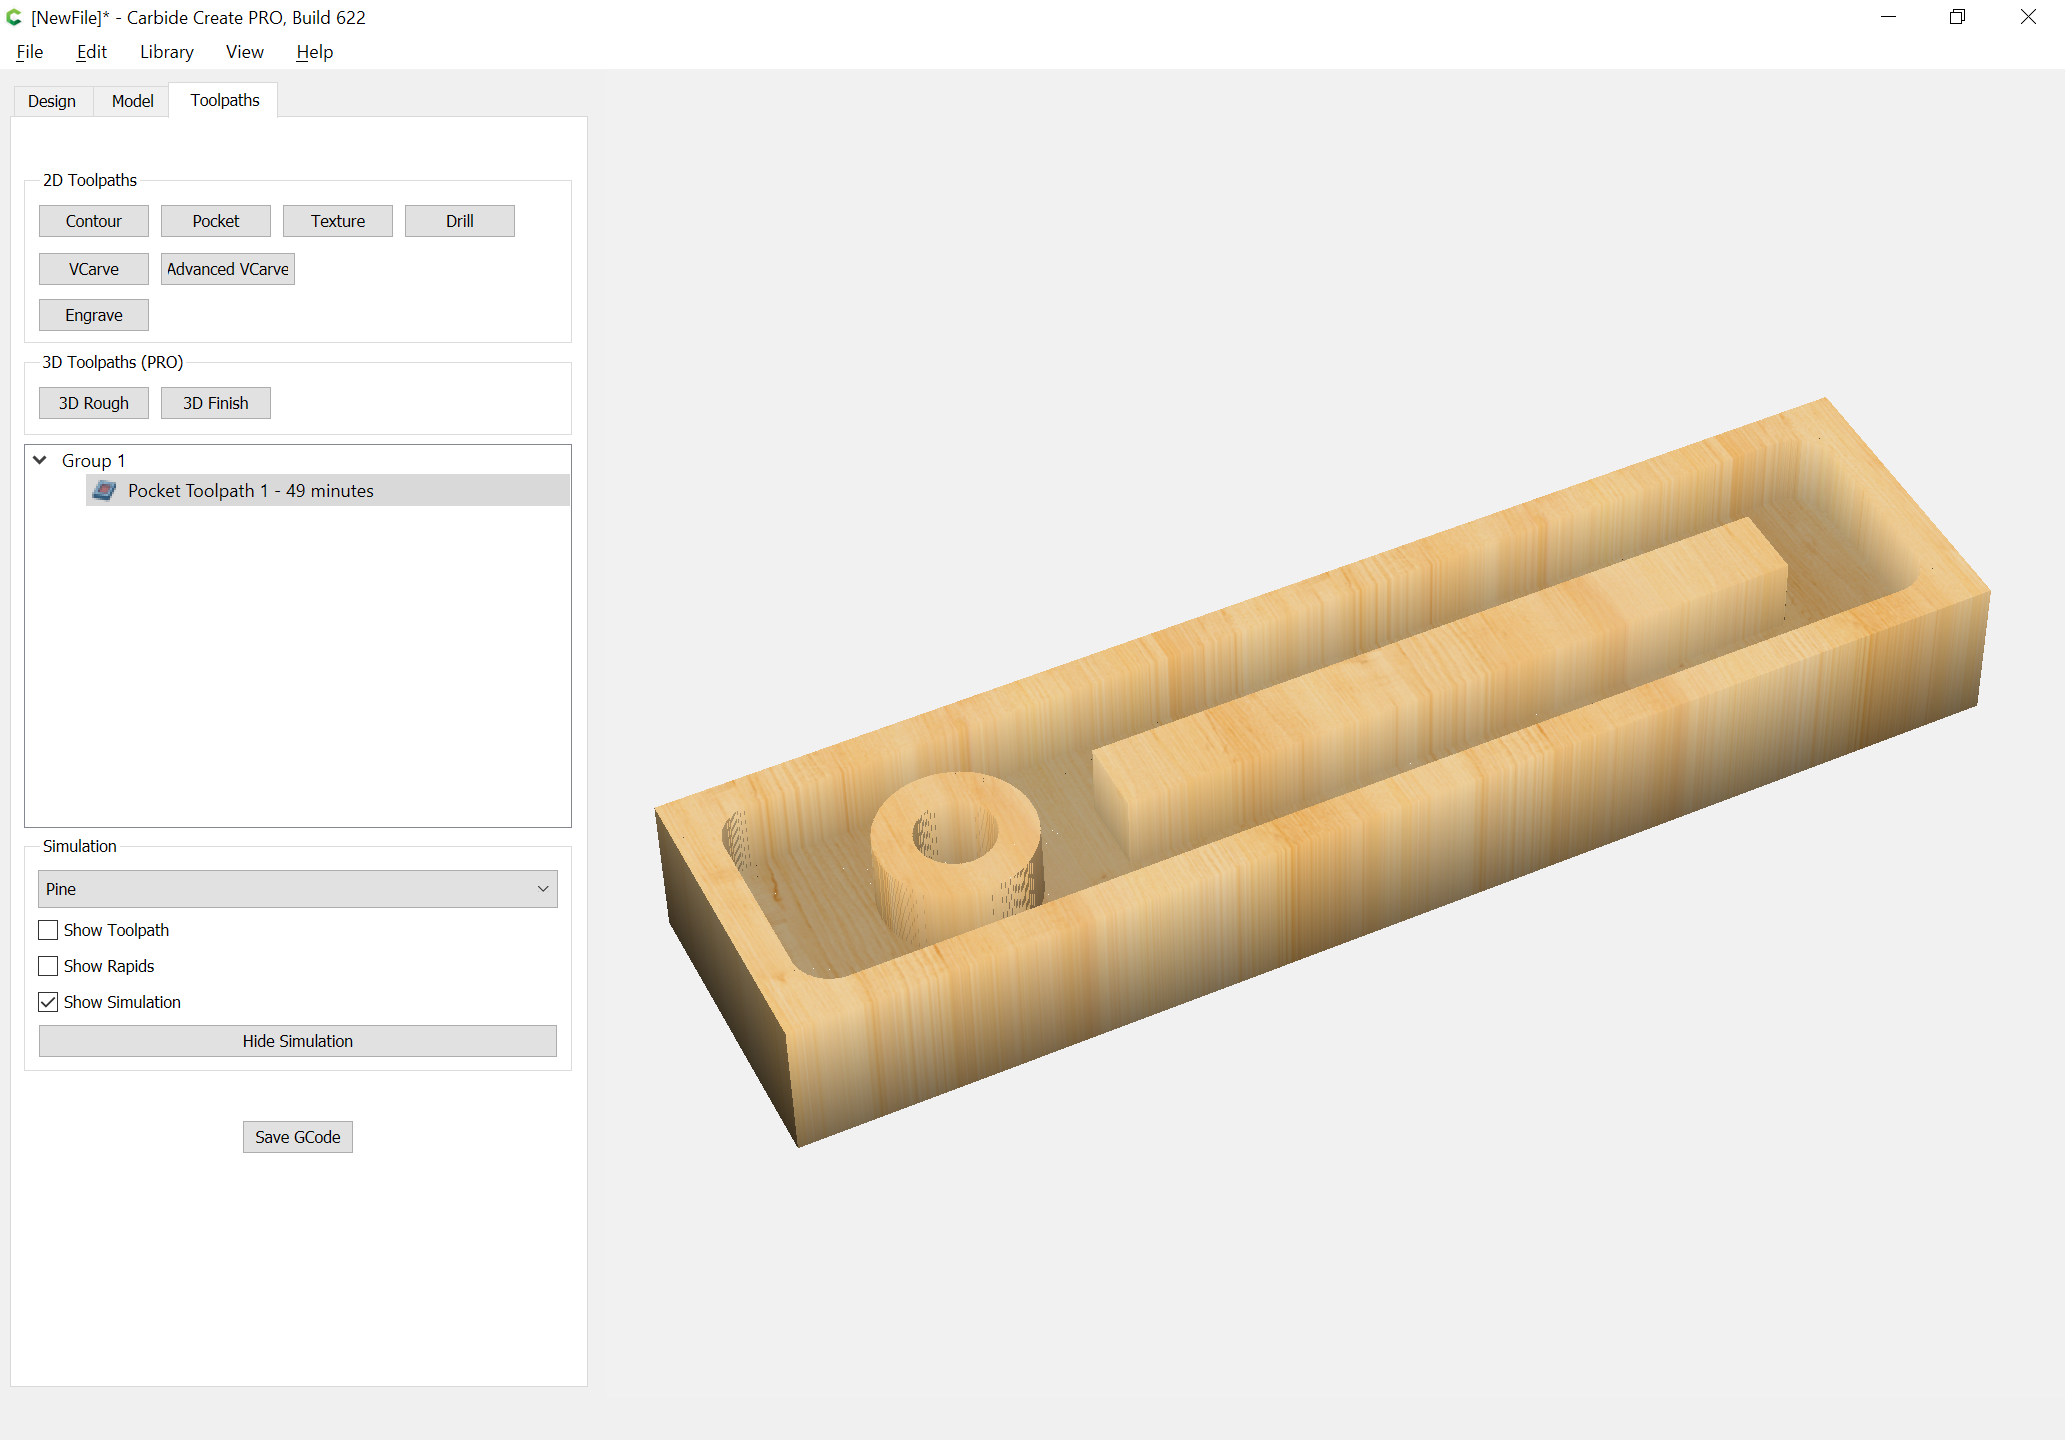 [NewFile]* - Carbide Create PRO, Build 622
File Edit Library View Help
Design Model Toolpaths
2D Toolpaths
Contour Pocket Texture Drill
VCarve Advanced VCarve
Engrave
3D Toolpaths (PRO)
3D Rough 3D Finish
Group 1
Pocket Toolpath 1 - 49 minutes
Simulation
Pine
Show Toolpath
Show Rapids
Show Simulation
Hide Simulation
Save GCode